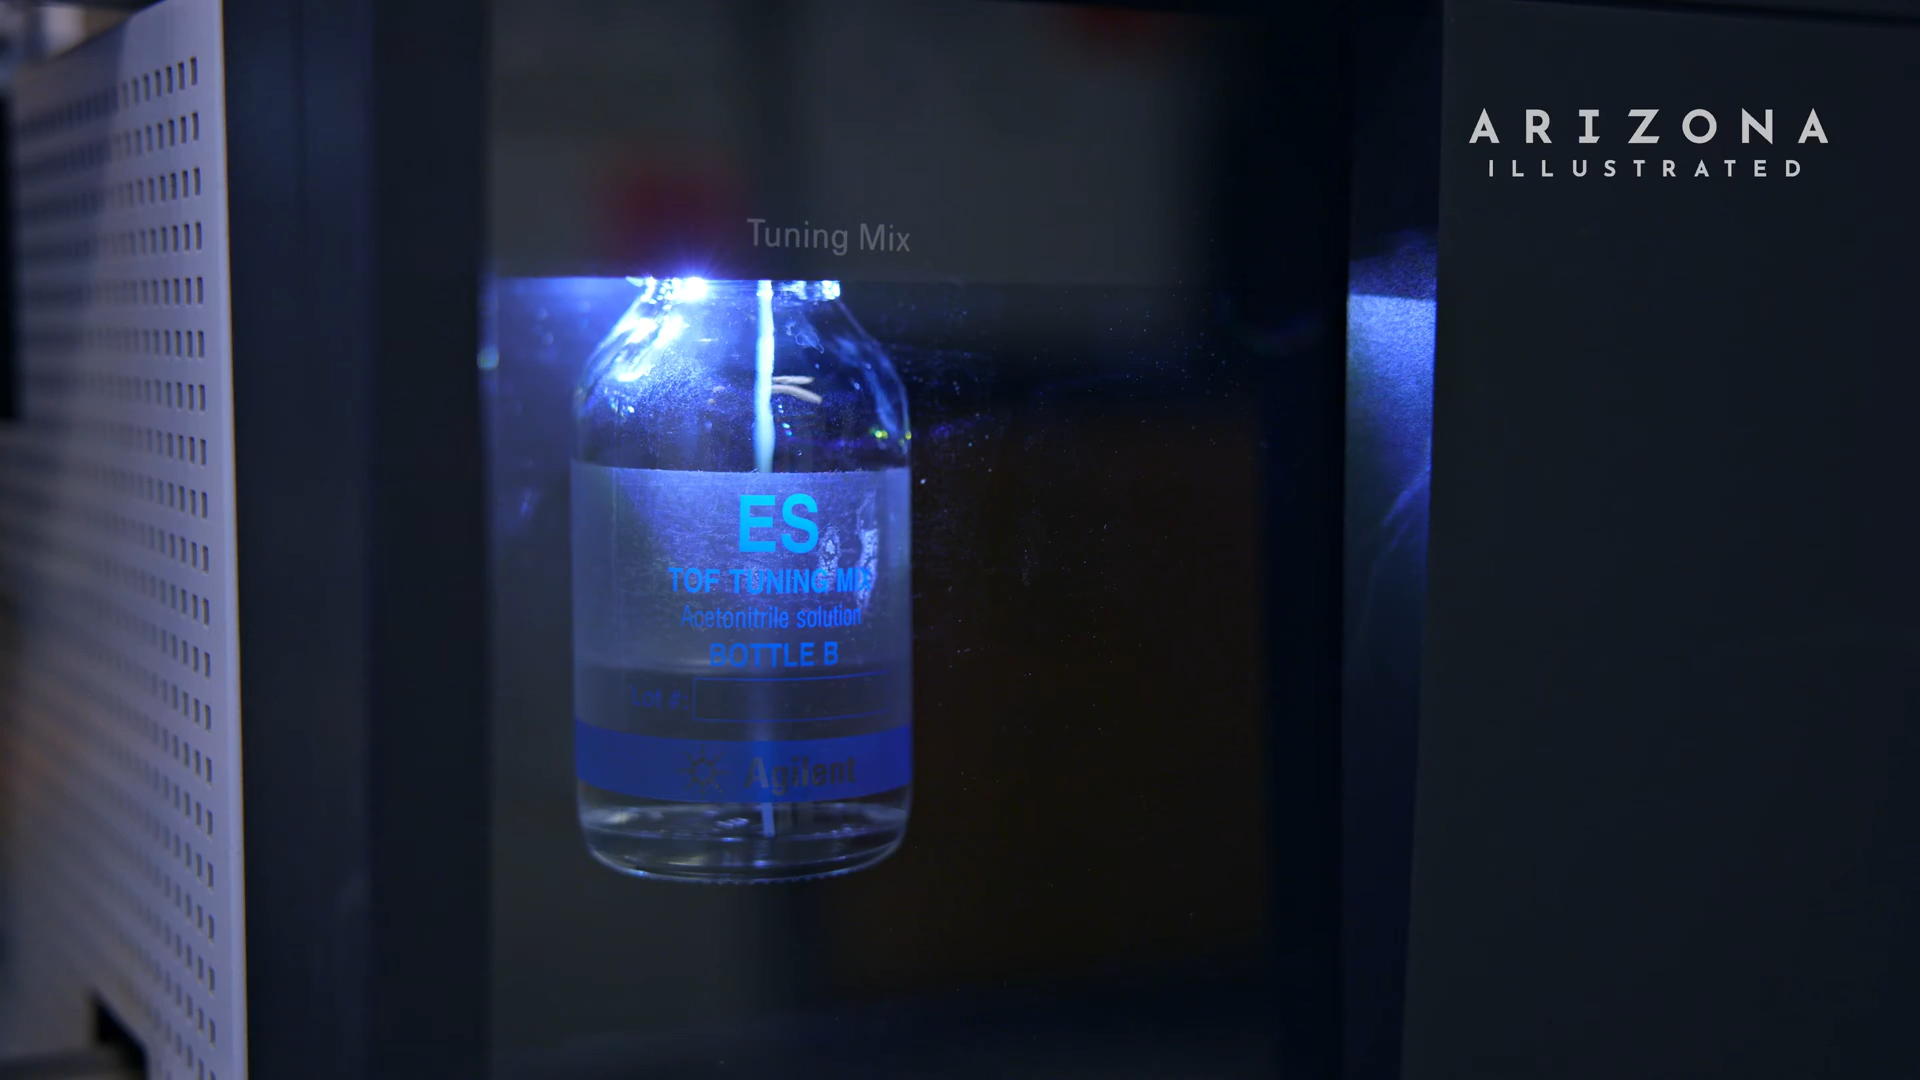 ARIZONA
ILLUSTRATED
Tuning Mix
ES
TOF TUNING MIX
Acetonitrile solution
BOTTLE B
Lot #:
Agilent